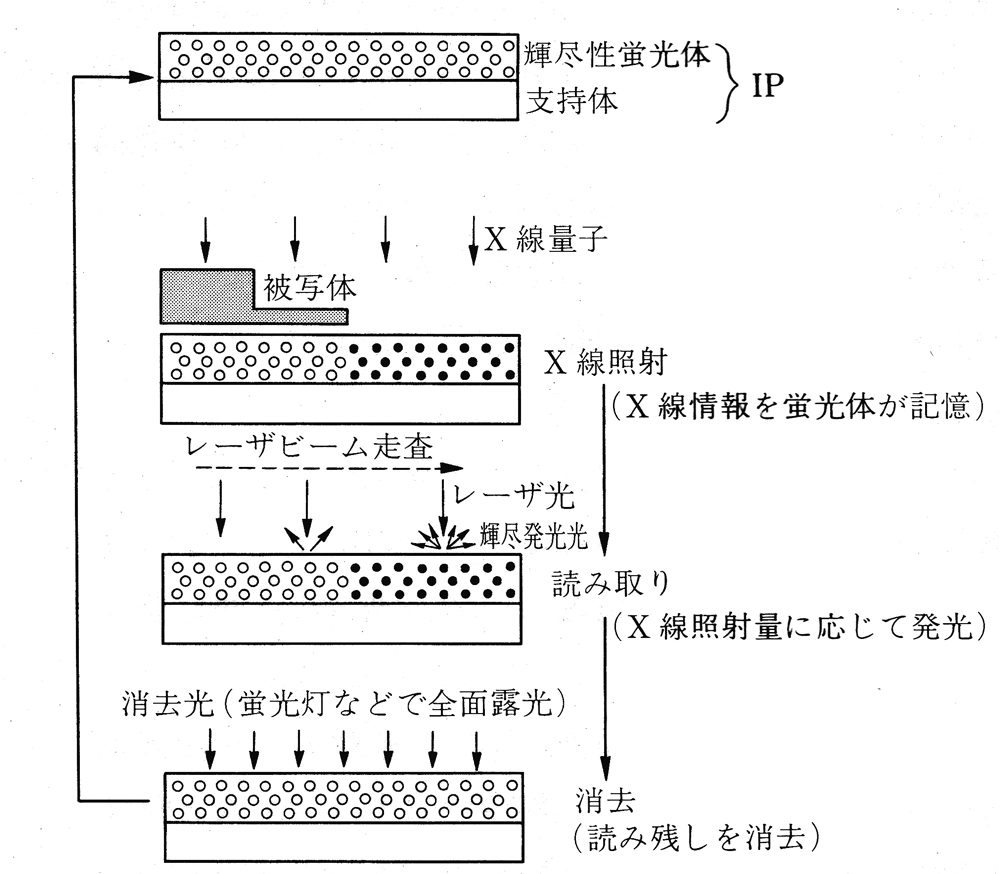 輝尽性蛍光体
支持体
IP
X線量子
被写体
X線照射
(X線情報を蛍光体が記憶)
レーザビーム走査
レーザ光
輝尽発光光
読み取り
(X線照射量に応じて発光)
消去光(蛍光灯などで全面露光)
消去
(読み残しを消去)